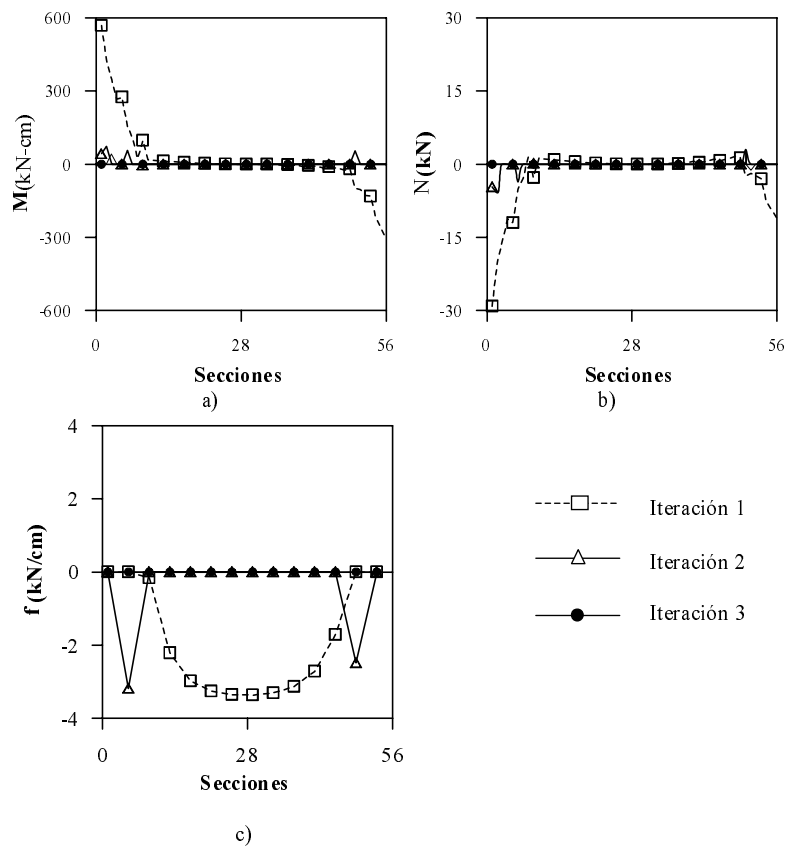 600
300
0
-300
-600
M(kN-cm)
0
28
56
Secciones
a)
30
15
0
-15
-30
N(kN)
0
28
56
Secciones
b)
4
2
0
-2
-4
f (kN/cm)
0
28
56
Secciones
c)
Iteración 1
Iteración 2
Iteración 3